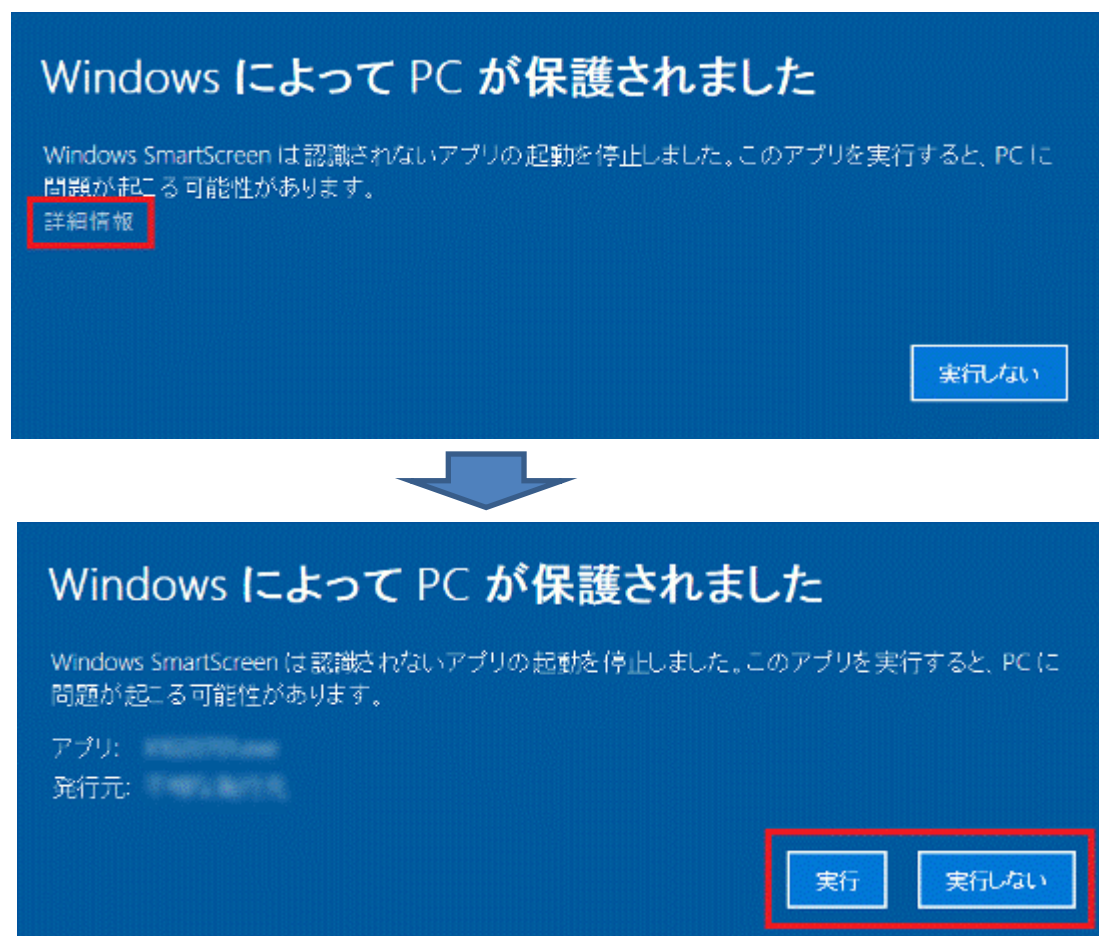 Windows によって PC が保護されました
Windows SmartScreen は認識されないアプリの起動を停止しました。このアプリを実行すると、PC に
問題が起こる可能性があります。
詳細情報
実行しない
Windows によって PC が保護されました
Windows SmartScreen は認識されないアプリの起動を停止しました。このアプリを実行すると、PC に
問題が起こる可能性があります。
アプリ:
発行元:
実行 実行しない